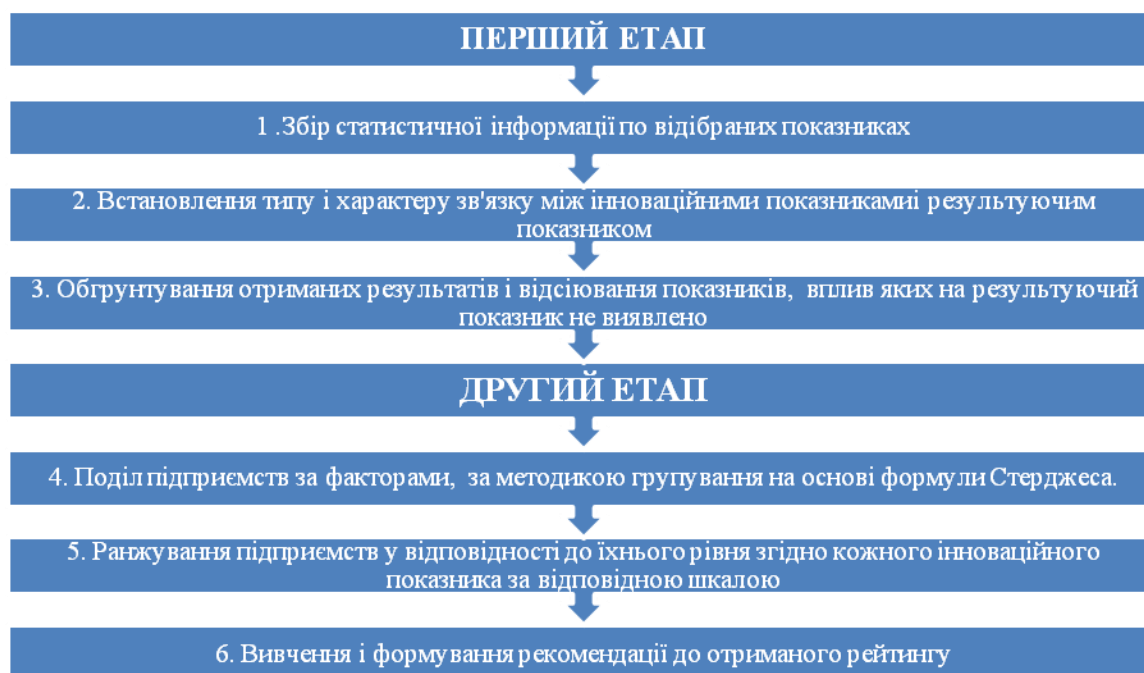 ПЕРШИЙ ЕТАП
1 .Збір статистичної інформації по відібраних показниках
2. Встановлення типу і характеру зв'язку між інноваційними показникамиі результуючим
показником
3. Обгрунтування отриманих результатів і відсіювання показників, вплив яких на результуючий
показник не виявлено
ДРУГИЙ ЕТАП
4. Поділ підприємств за факторами, за методикою групування на основі формули Стерджеса.
5. Ранжування підприємств у відповідності до їхнього рівня згідно кожного інноваційного
показника за відповідною шкалою
6. Вивчення і формування рекомендації до отриманого рейтингу